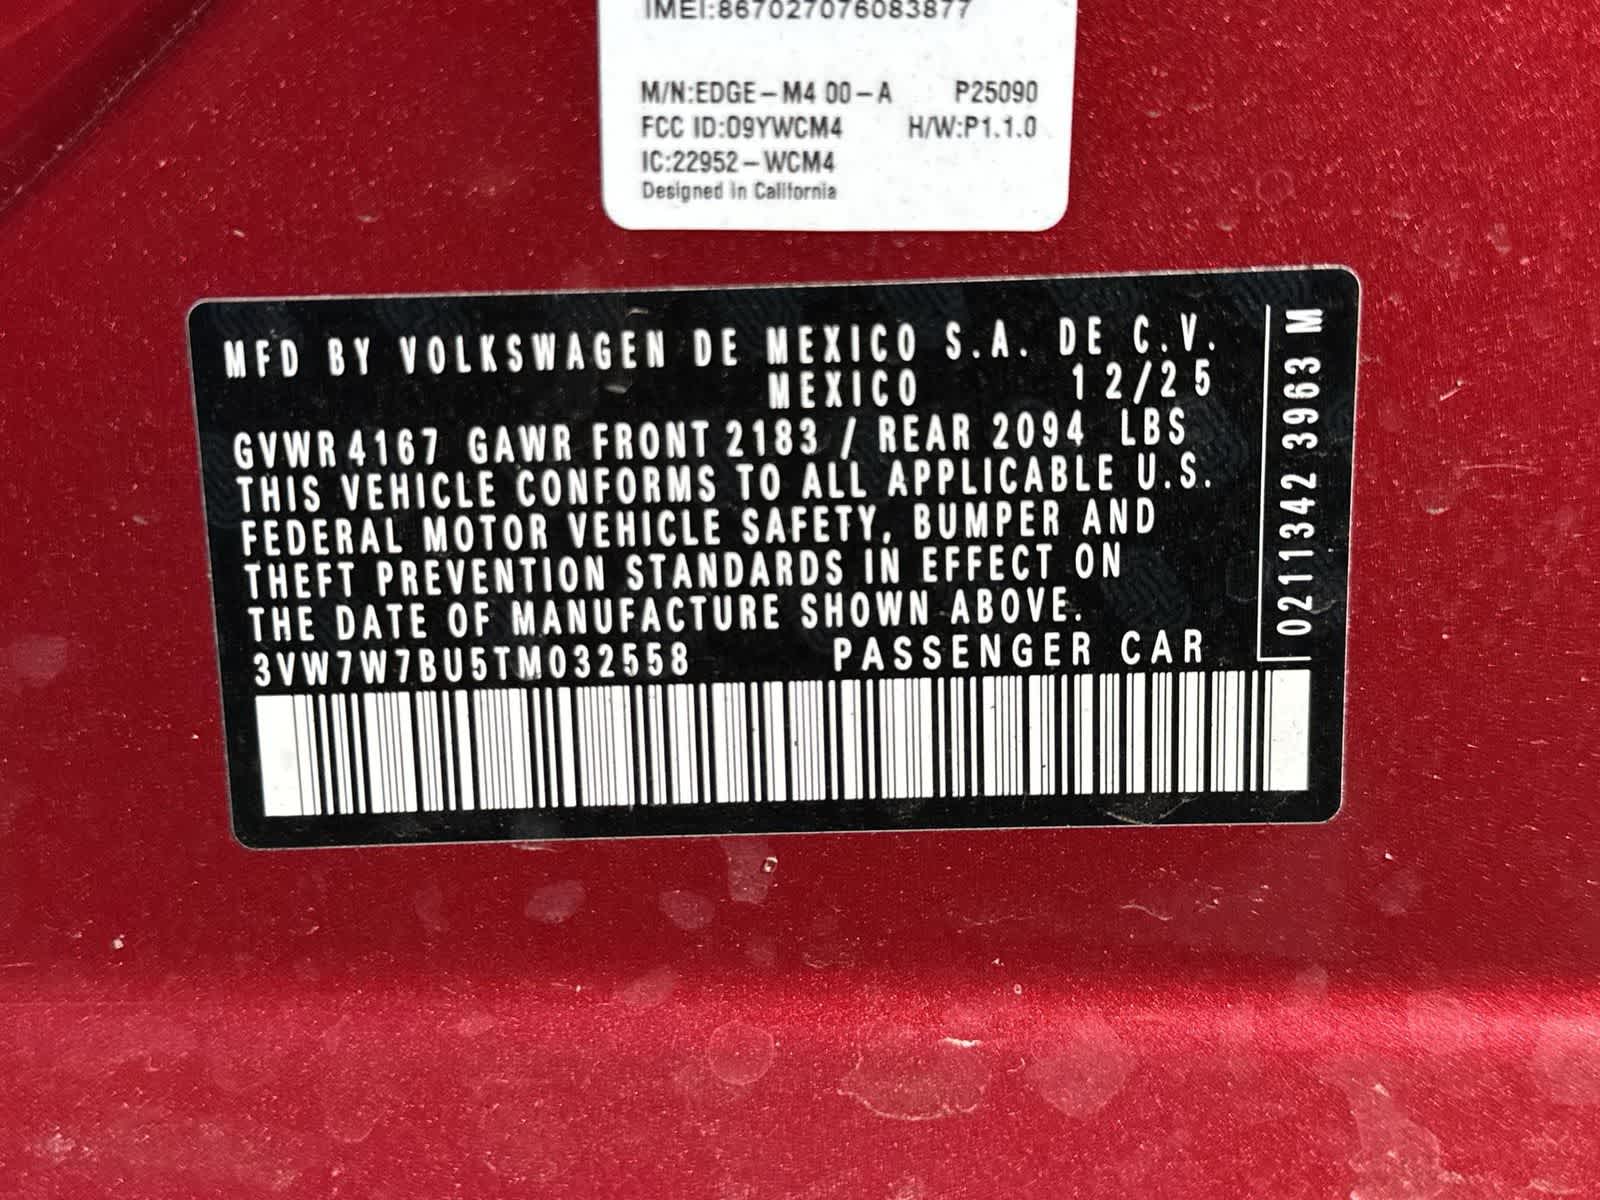 IMEI:867027076083877
M/N:EDGE-M4 00-A P25090
FCC ID:O9YWCM4 H/W:P1.1.0
IC:22952-WCM4
Designed in California
MFD BY VOLKSWAGEN DE MEXICO S.A. DE C.V.
MEXICO 12/25
GVWR 4167 GAWR FRONT 2183 / REAR 2094 LBS
THIS VEHICLE CONFORMS TO ALL APPLICABLE U.S.
FEDERAL MOTOR VEHICLE SAFETY, BUMPER AND
THEFT PREVENTION STANDARDS IN EFFECT ON
THE DATE OF MANUFACTURE SHOWN ABOVE.
3VW7W7BU5TM032558 PASSENGER CAR
0211342 3963 M